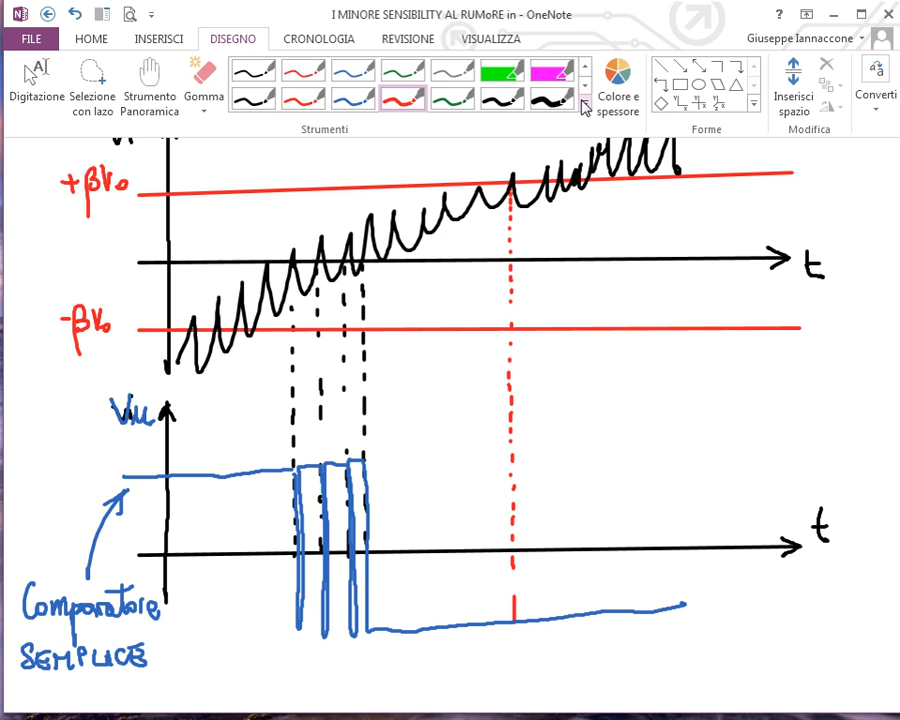 I MINORE SENSIBILITY AL RUMoRE in - OneNote
?
FILE HOME INSERISCI DISEGNO CRONOLOGIA REVISIONE VISUALIZZA
Giuseppe Iannaccone
Digitazione
Selezione con lazo
Strumento Panoramica
Gomma
Colore e spessore
Inserisci spazio
Converti
Strumenti
Forme
Modifica
+βV₀
t
-βV₀
t
Comparatore
SEMPLICE